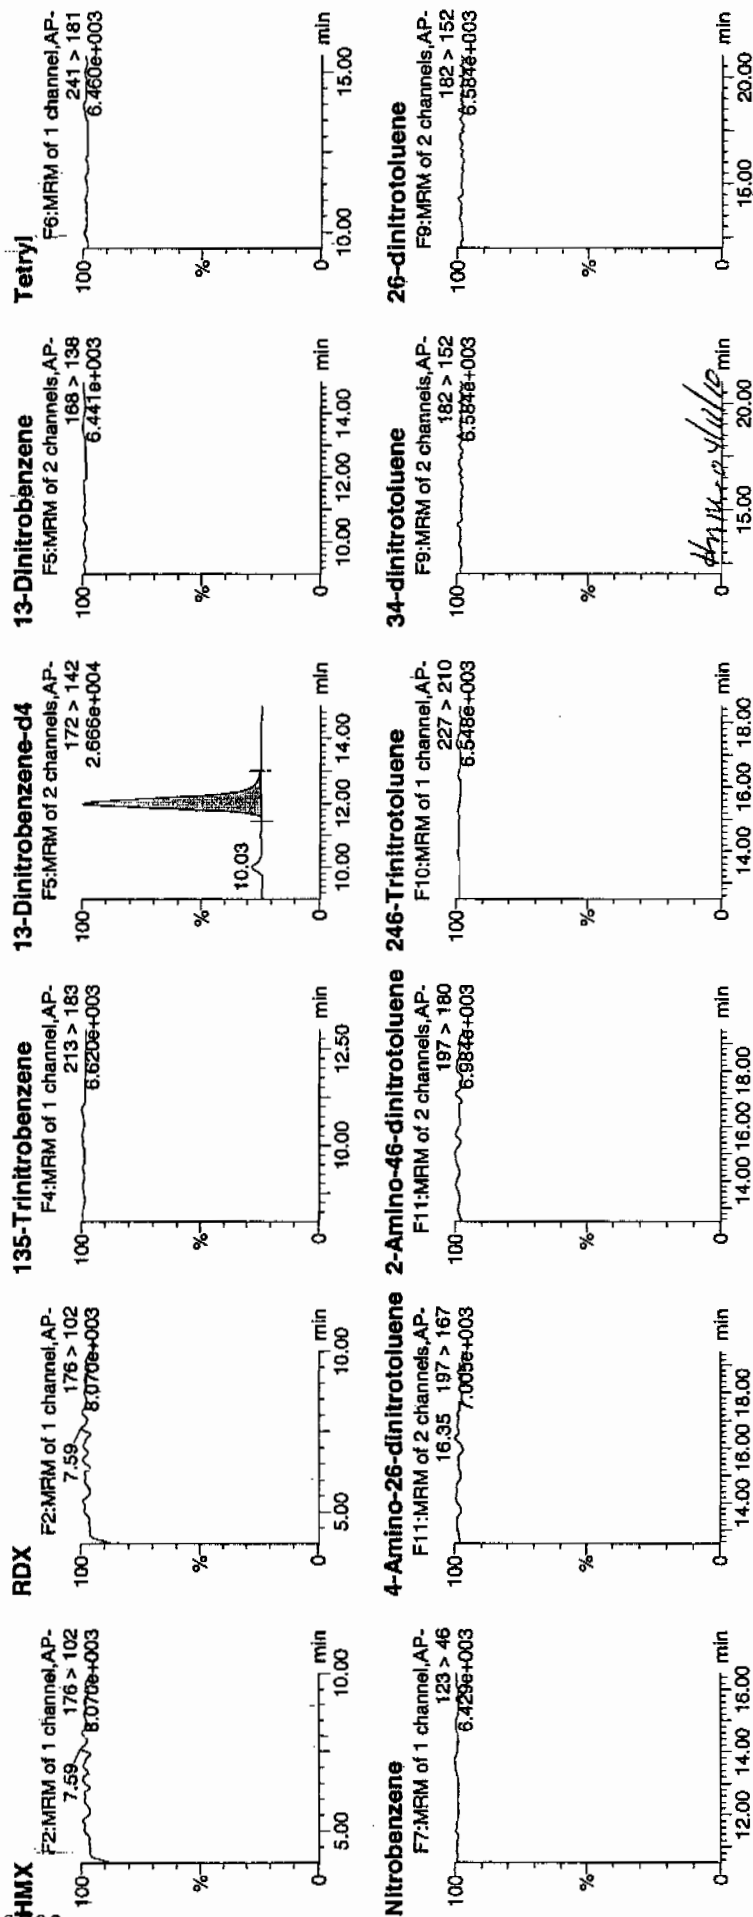 HMX
F2:MRM of 1 channel,AP-
176 > 102
8.070e+003
7.59
100
%
0
5.00 10.00 min
RDX
F2:MRM of 1 channel,AP-
176 > 102
8.070e+003
7.59
100
%
0
5.00 10.00 min
135-Trinitrobenzene
F4:MRM of 1 channel,AP-
213 > 183
6.620e+003
100
%
0
10.00 12.50 min
13-Dinitrobenzene-d4
F5:MRM of 2 channels,AP-
172 > 142
2.666e+004
100
10.03
%
0
10.00 12.00 14.00 min
13-Dinitrobenzene
F5:MRM of 2 channels,AP-
168 > 138
6.441e+003
100
%
0
10.00 12.00 14.00 min
Tetryl
F6:MRM of 1 channel,AP-
241 > 181
6.460e+003
100
%
0
10.00 15.00 min
Nitrobenzene
F7:MRM of 1 channel,AP-
123 > 46
6.429e+003
100
%
0
12.00 14.00 16.00 min
4-Amino-26-dinitrotoluene
F11:MRM of 2 channels,AP-
16.35 197 > 167
7.005e+003
100
%
0
14.00 16.00 18.00 min
2-Amino-46-dinitrotoluene
F11:MRM of 2 channels,AP-
197 > 180
6.984e+003
100
%
0
14.00 16.00 18.00 min
246-Trinitrotoluene
F10:MRM of 1 channel,AP-
227 > 210
6.548e+003
100
%
0
14.00 16.00 18.00 min
34-dinitrotoluene
F9:MRM of 2 channels,AP-
182 > 152
6.584e+003
100
%
0
15.00 20.00 min
26-dinitrotoluene
F9:MRM of 2 channels,AP-
182 > 152
6.584e+003
100
%
0
15.00 20.00 min